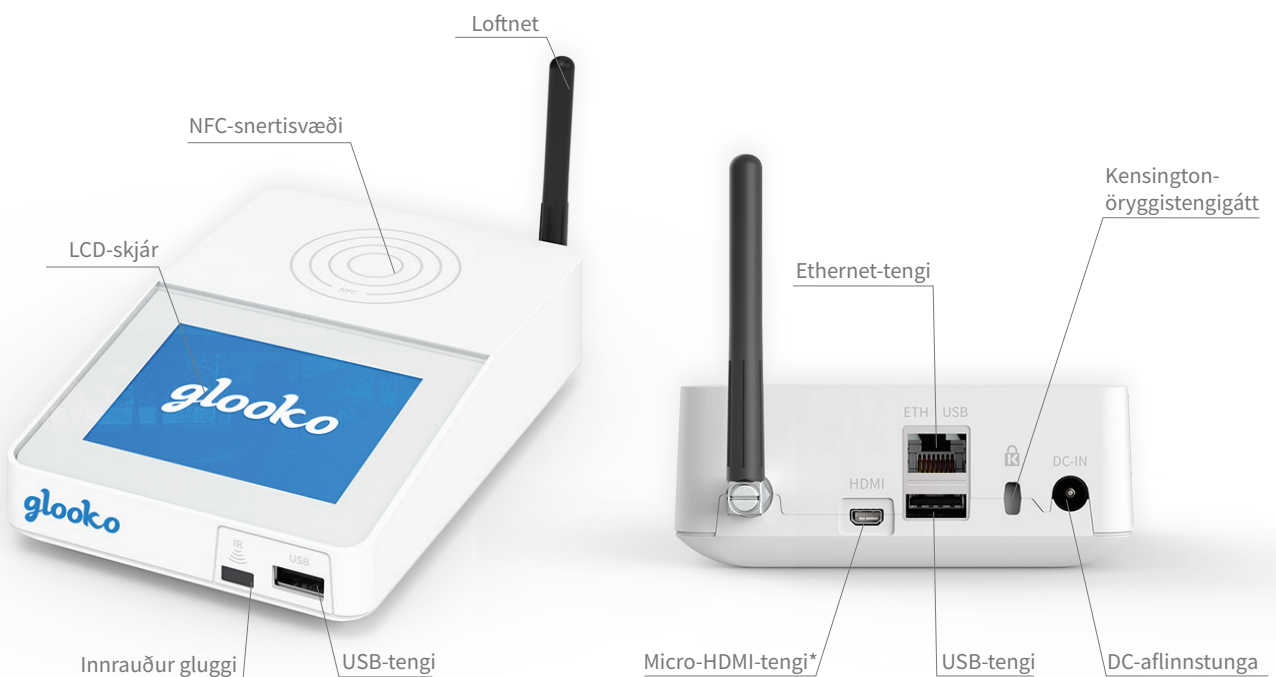 Loftnet
NFC-snertisvæði
LCD-skjár
NFC
glooko
glooko
IR
USB
Innrauður gluggi
USB-tengi
Kensington-
öryggistengigátt
Ethernet-tengi
ETH USB
HDMI
K
DC-IN
Micro-HDMI-tengi*
USB-tengi
DC-aflinnstunga